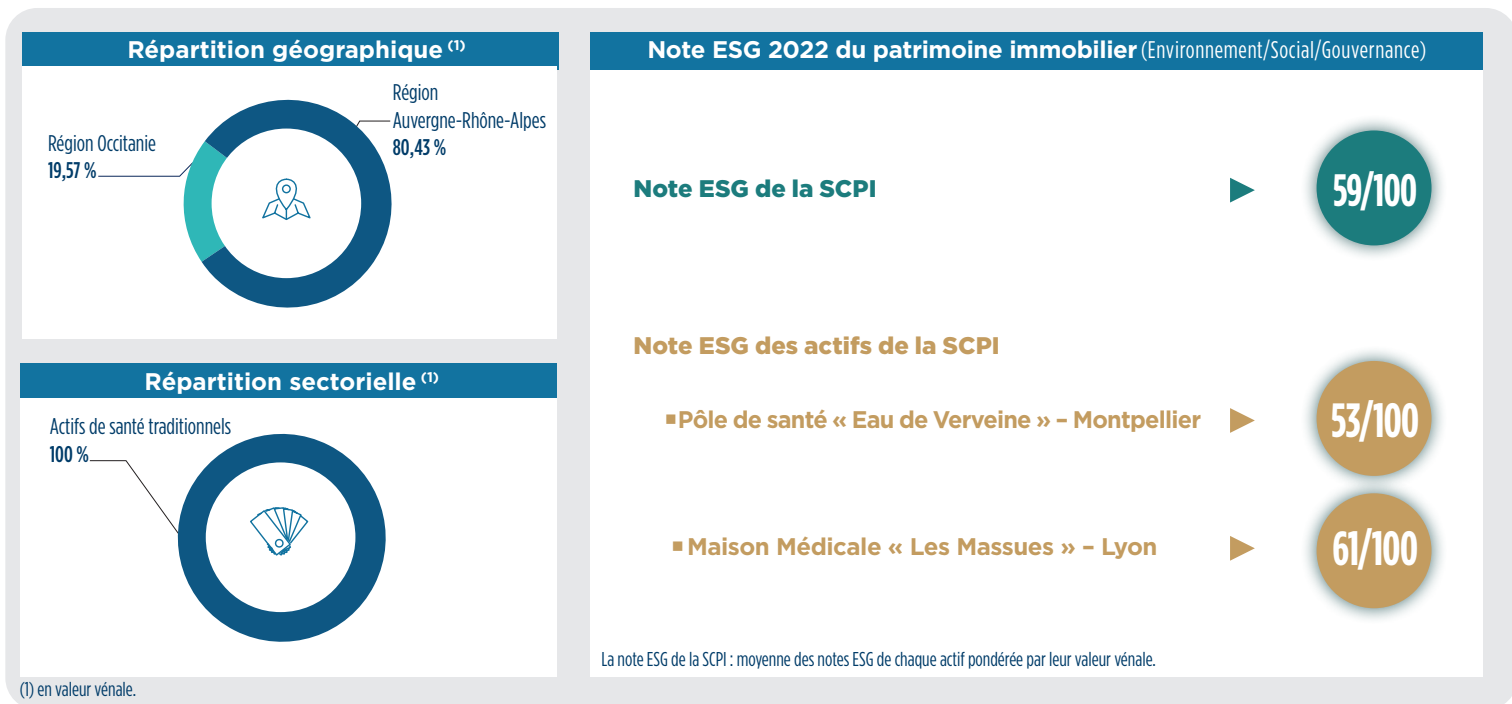 Répartition géographique (1)
Région Occitanie
19,57 %
Région
Auvergne-Rhône-Alpes
80,43 %
Répartition sectorielle (1)
Actifs de santé traditionnels
100 %
(1) en valeur vénale.
Note ESG 2022 du patrimoine immobilier (Environnement/Social/Gouvernance)
Note ESG de la SCPI
59/100
Note ESG des actifs de la SCPI
Pôle de santé « Eau de Verveine » – Montpellier
53/100
Maison Médicale « Les Massues » – Lyon
61/100
La note ESG de la SCPI : moyenne des notes ESG de chaque actif pondérée par leur valeur vénale.